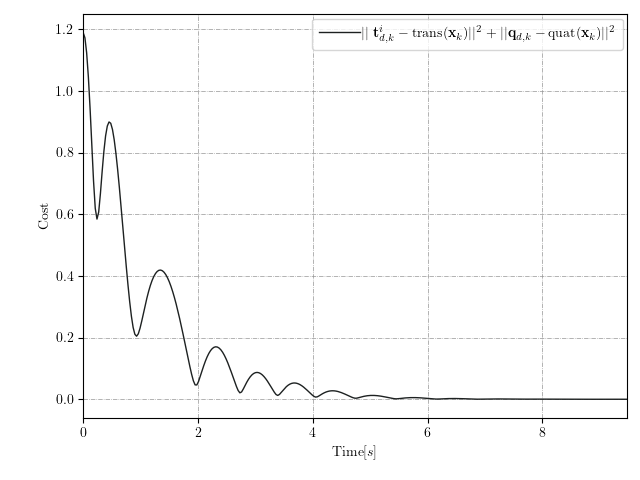 || t^i_{d,k} − trans(x_k)||^2 + ||q_{d,k} − quat(x_k)||^2
1.2
1.0
0.8
0.6
0.4
0.2
0.0
Cost
0 2 4 6 8
Time[s]